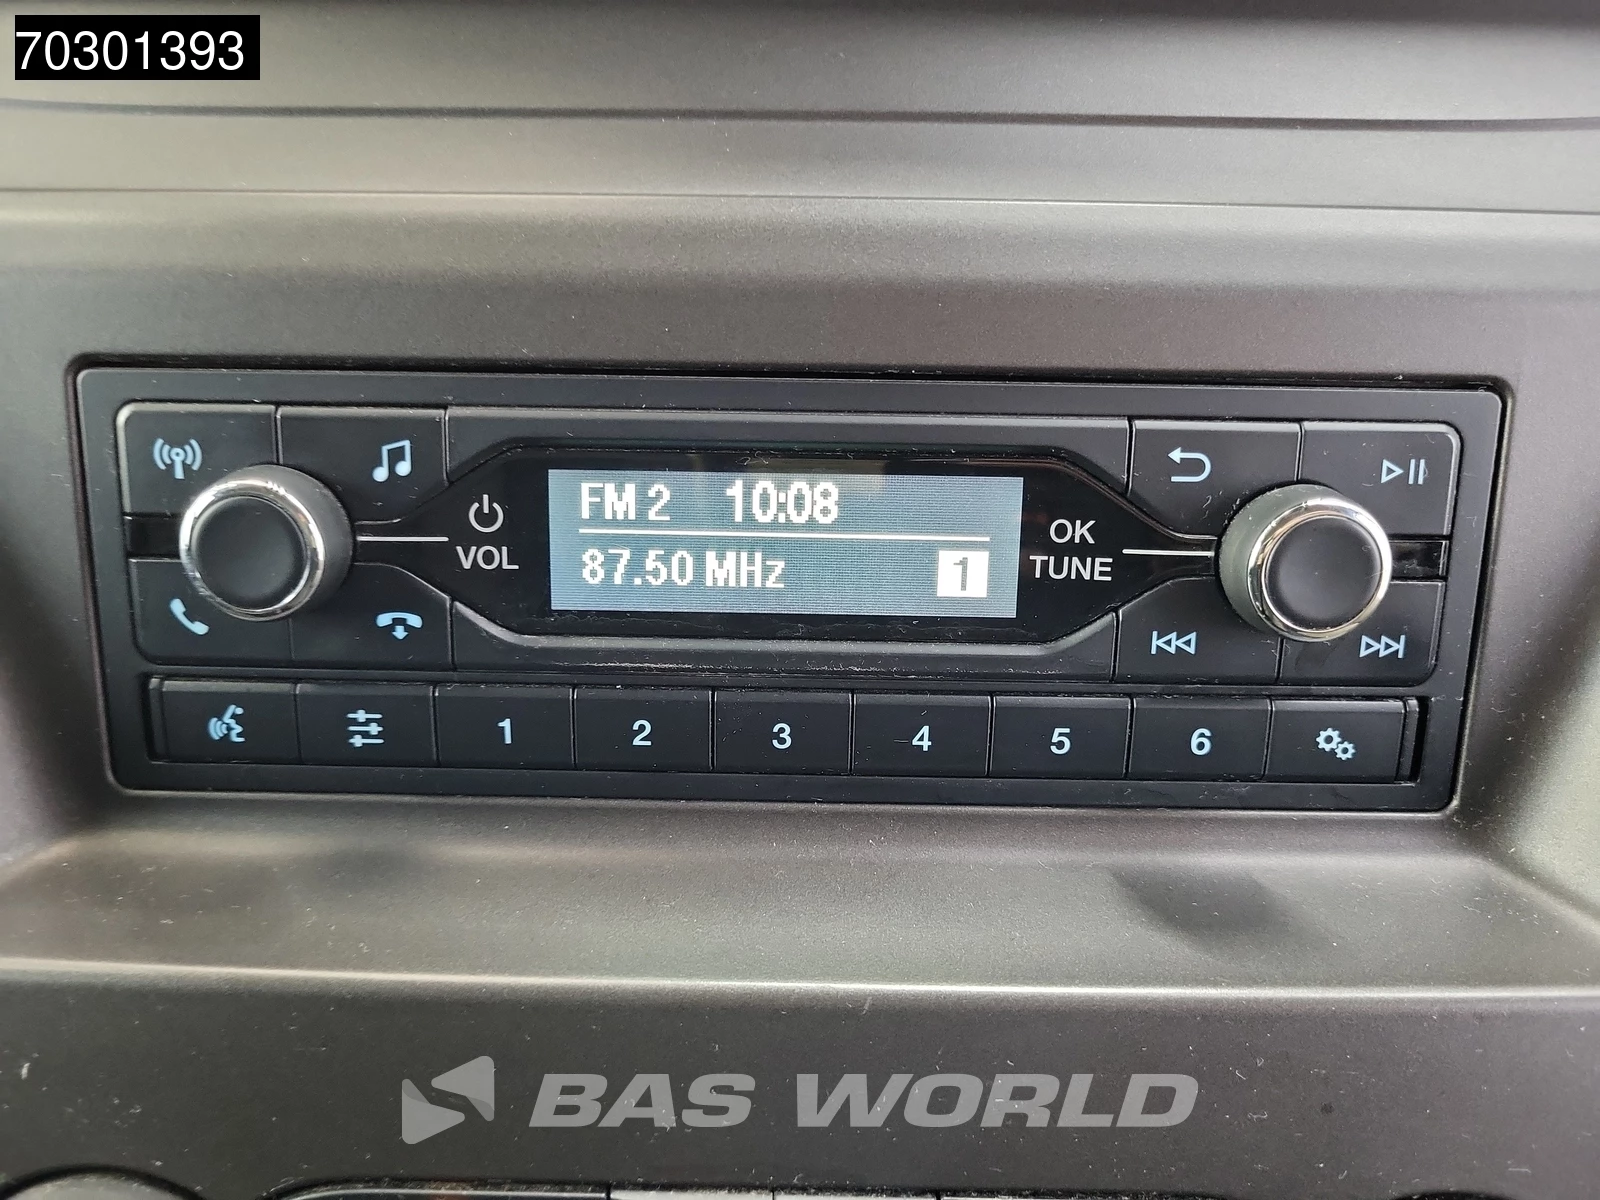 70301393
FM 2 10:08
87.50 MHz 1
VOL
OK
TUNE
1 2 3 4 5 6
BAS WORLD